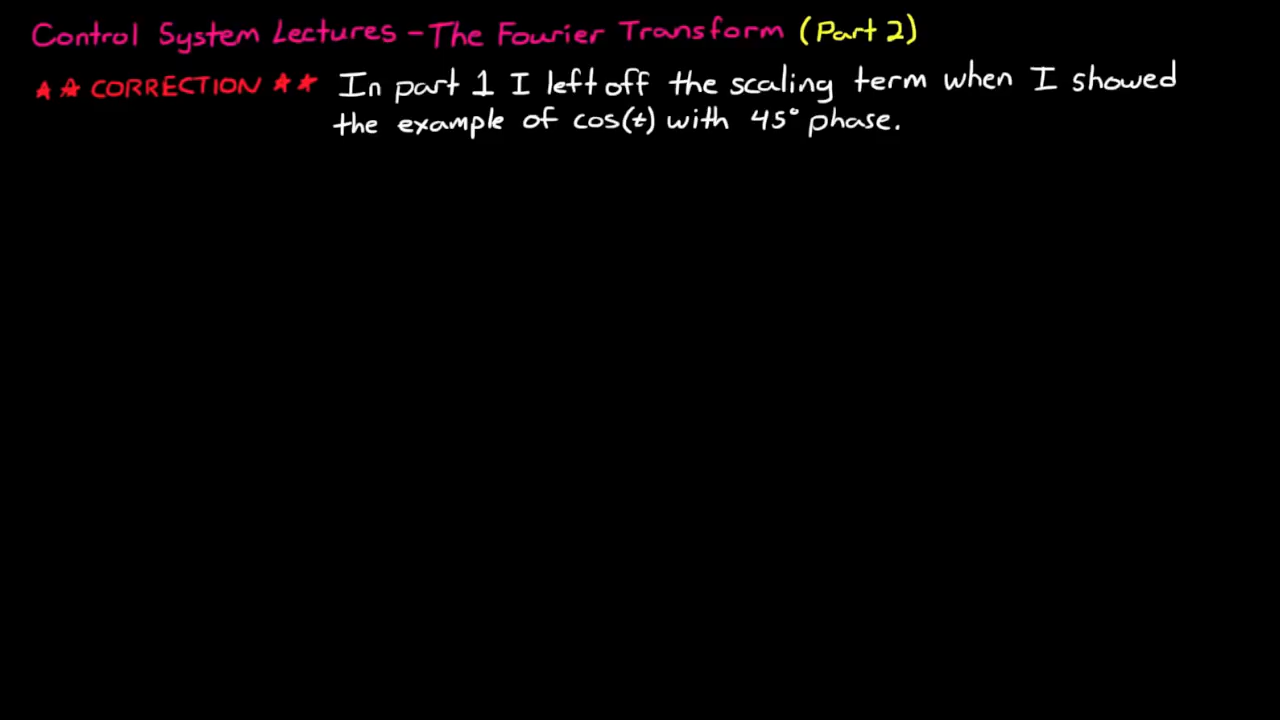 Control System Lectures - The Fourier Transform (Part 2)
★★ CORRECTION ★★ In part 1 I left off the scaling term when I showed
the example of cos(t) with 45° phase.